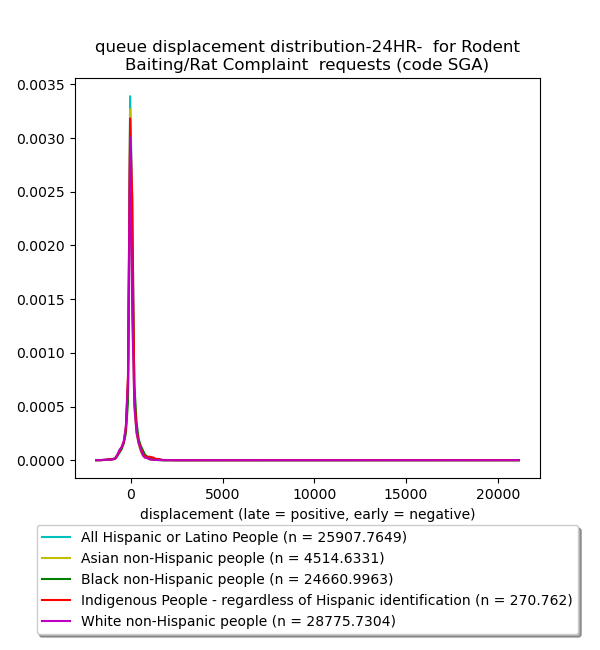 queue displacement distribution-24HR-  for Rodent
Baiting/Rat Complaint  requests (code SGA)
0.0035
0.0030
0.0025
0.0020
0.0015
0.0010
0.0005
0.0000
0 5000 10000 15000 20000
displacement (late = positive, early = negative)
All Hispanic or Latino People (n = 25907.7649)
Asian non-Hispanic people (n = 4514.6331)
Black non-Hispanic people (n = 24660.9963)
Indigenous People - regardless of Hispanic identification (n = 270.762)
White non-Hispanic people (n = 28775.7304)